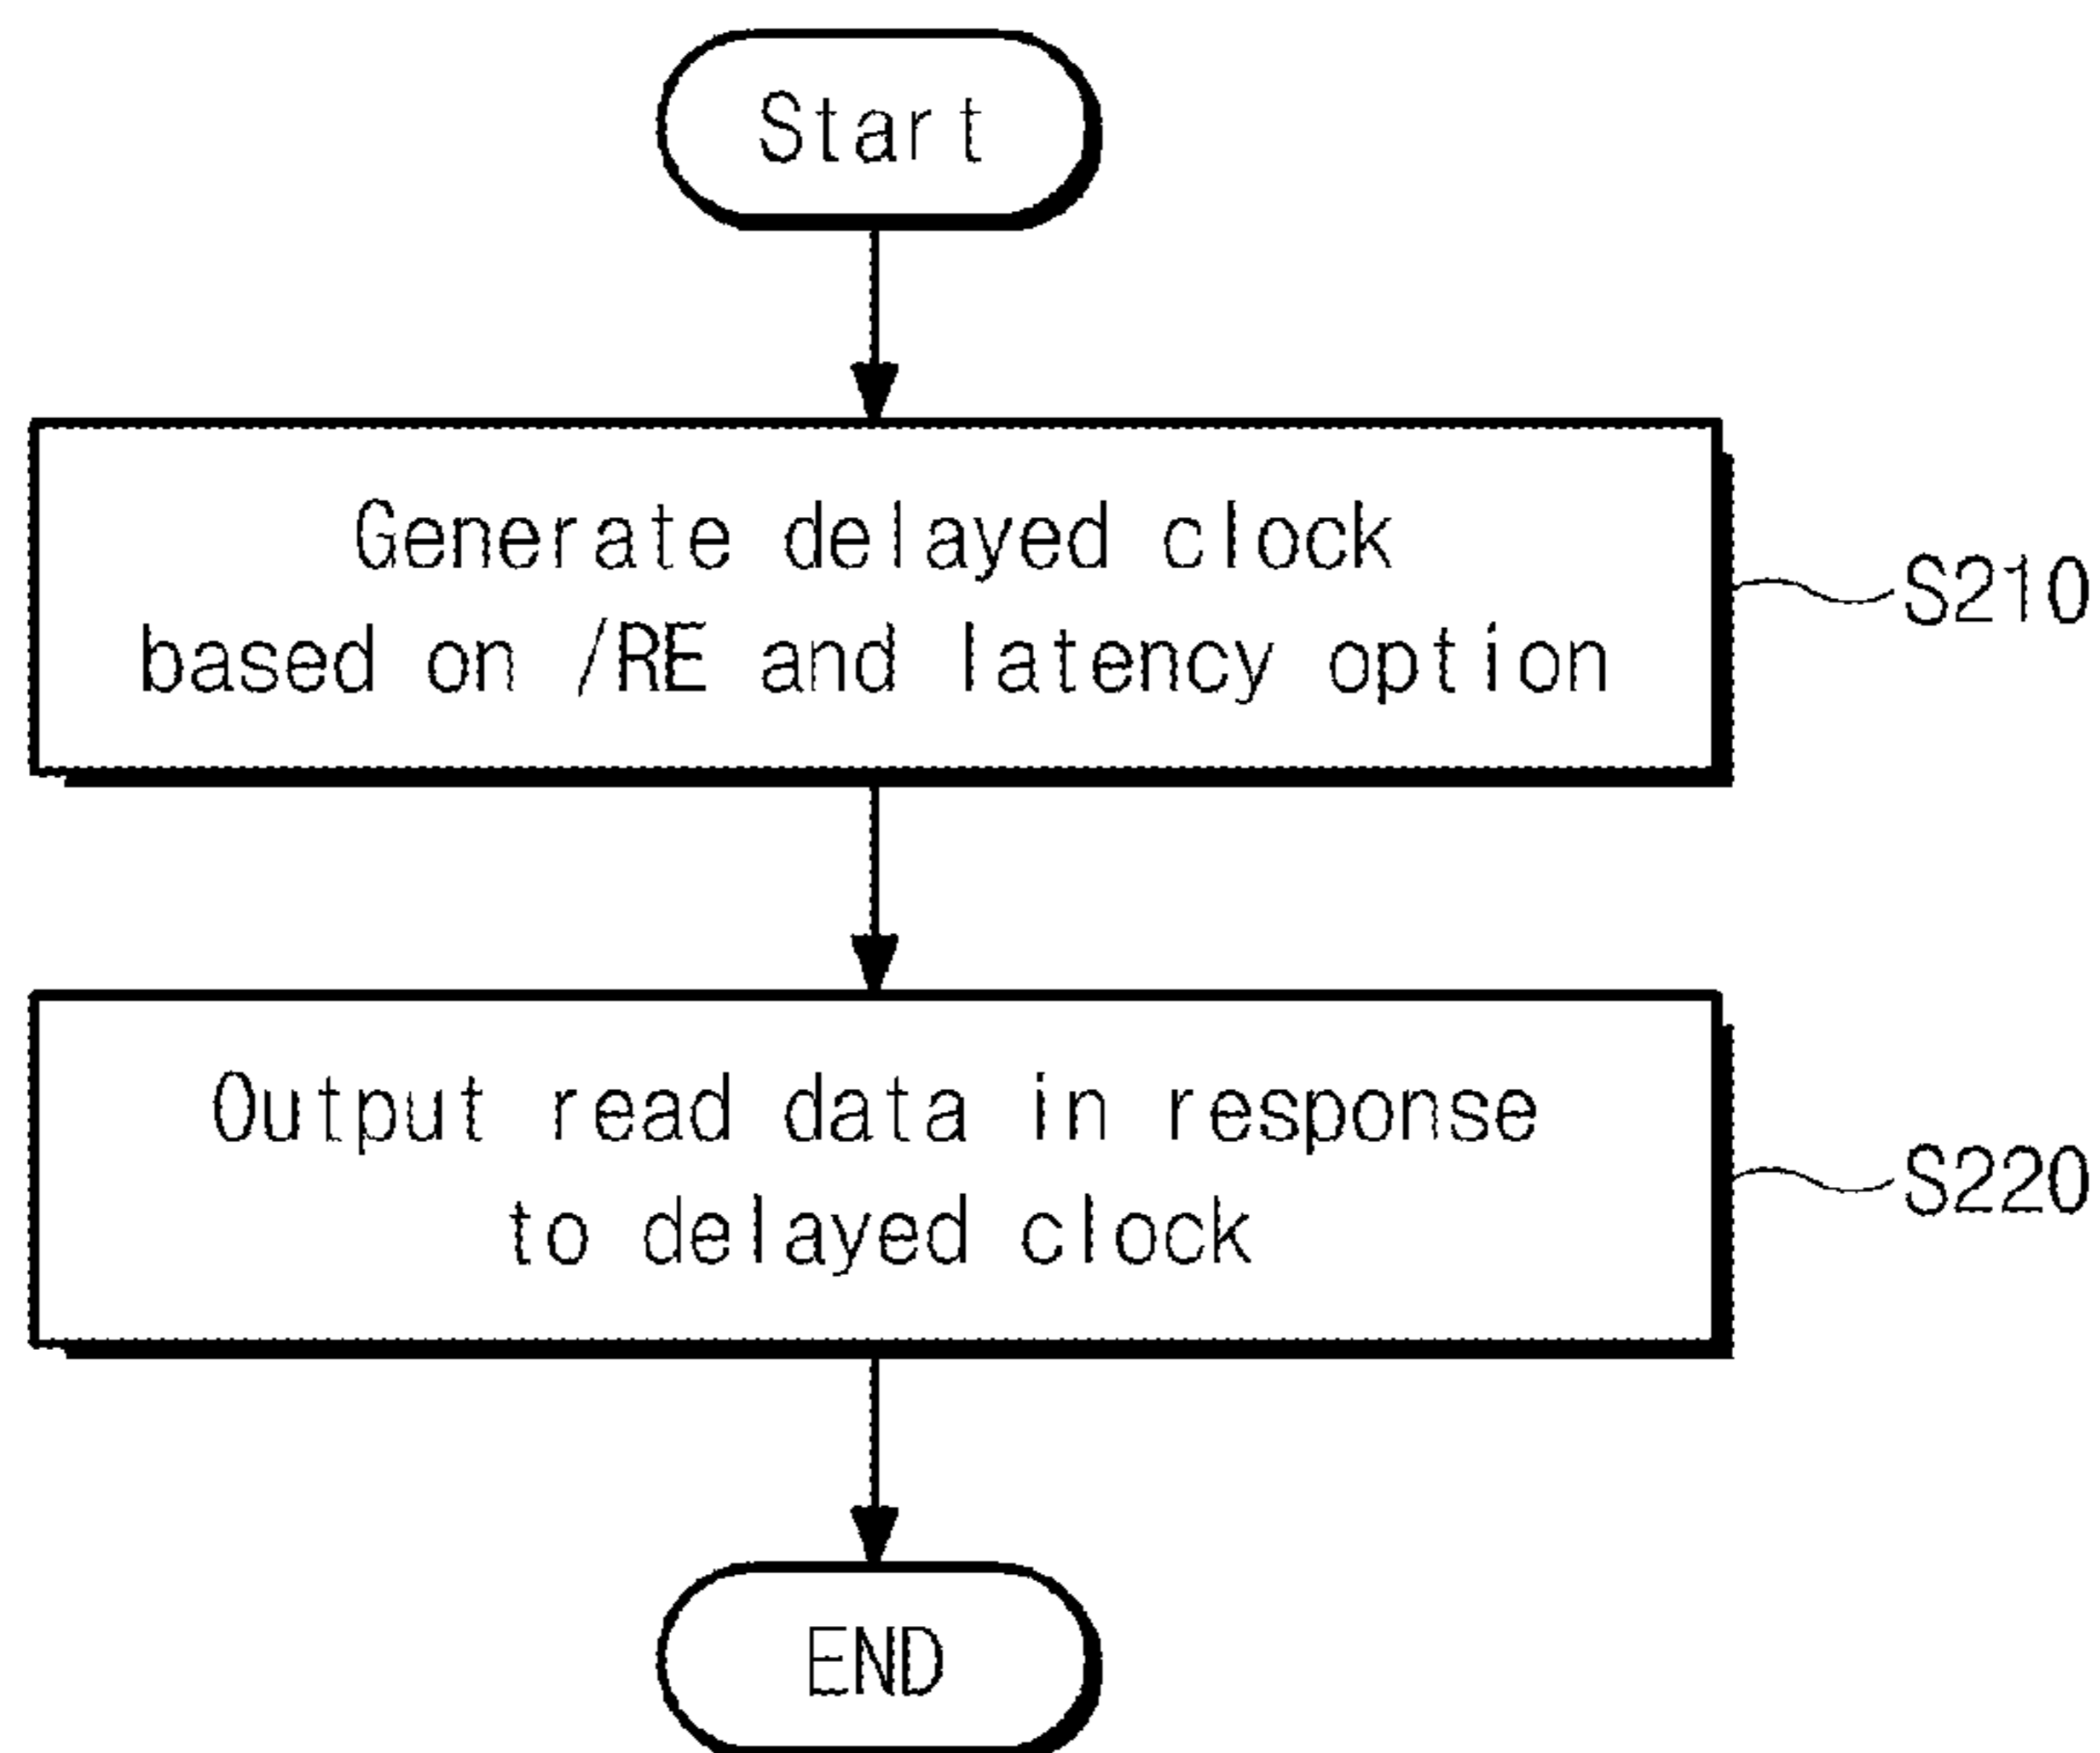 Start
Generate delayed clock
based on /RE and latency option
S210
Output read data in response
to delayed clock
S220
END